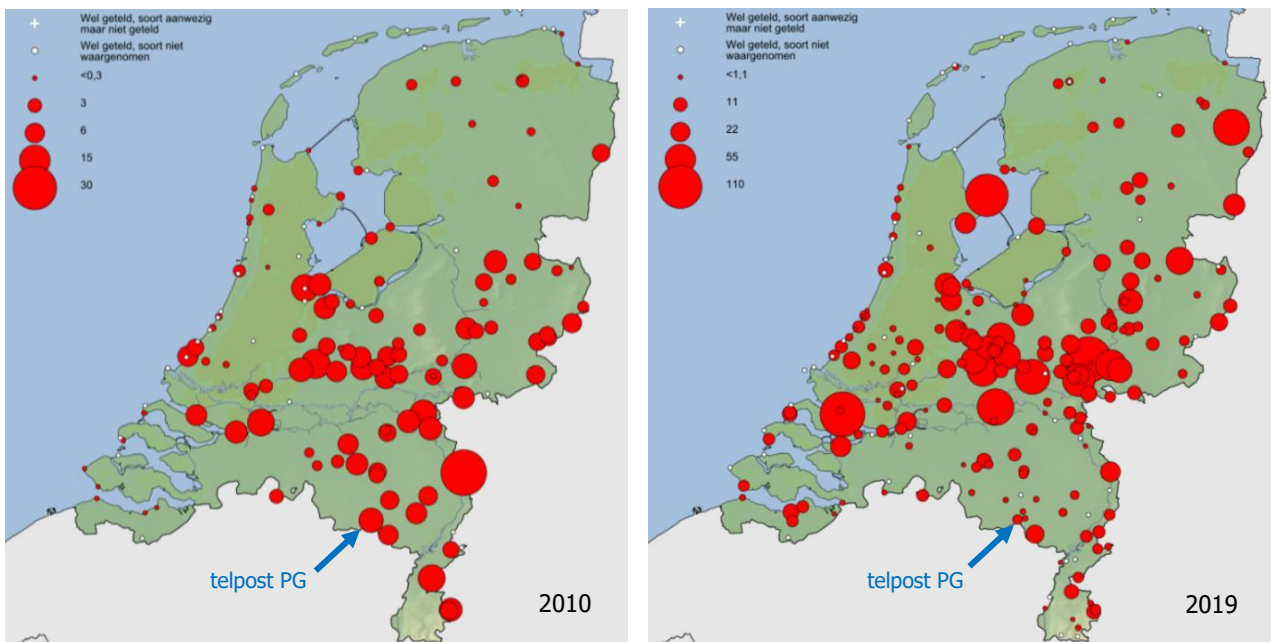 Wel geteld, soort aanwezig
maar niet geteld
Wel geteld, soort niet
waargenomen
<0,3
3
6
15
30
telpost PG
2010
Wel geteld, soort aanwezig
maar niet geteld
Wel geteld, soort niet
waargenomen
<1,1
11
22
55
110
telpost PG
2019